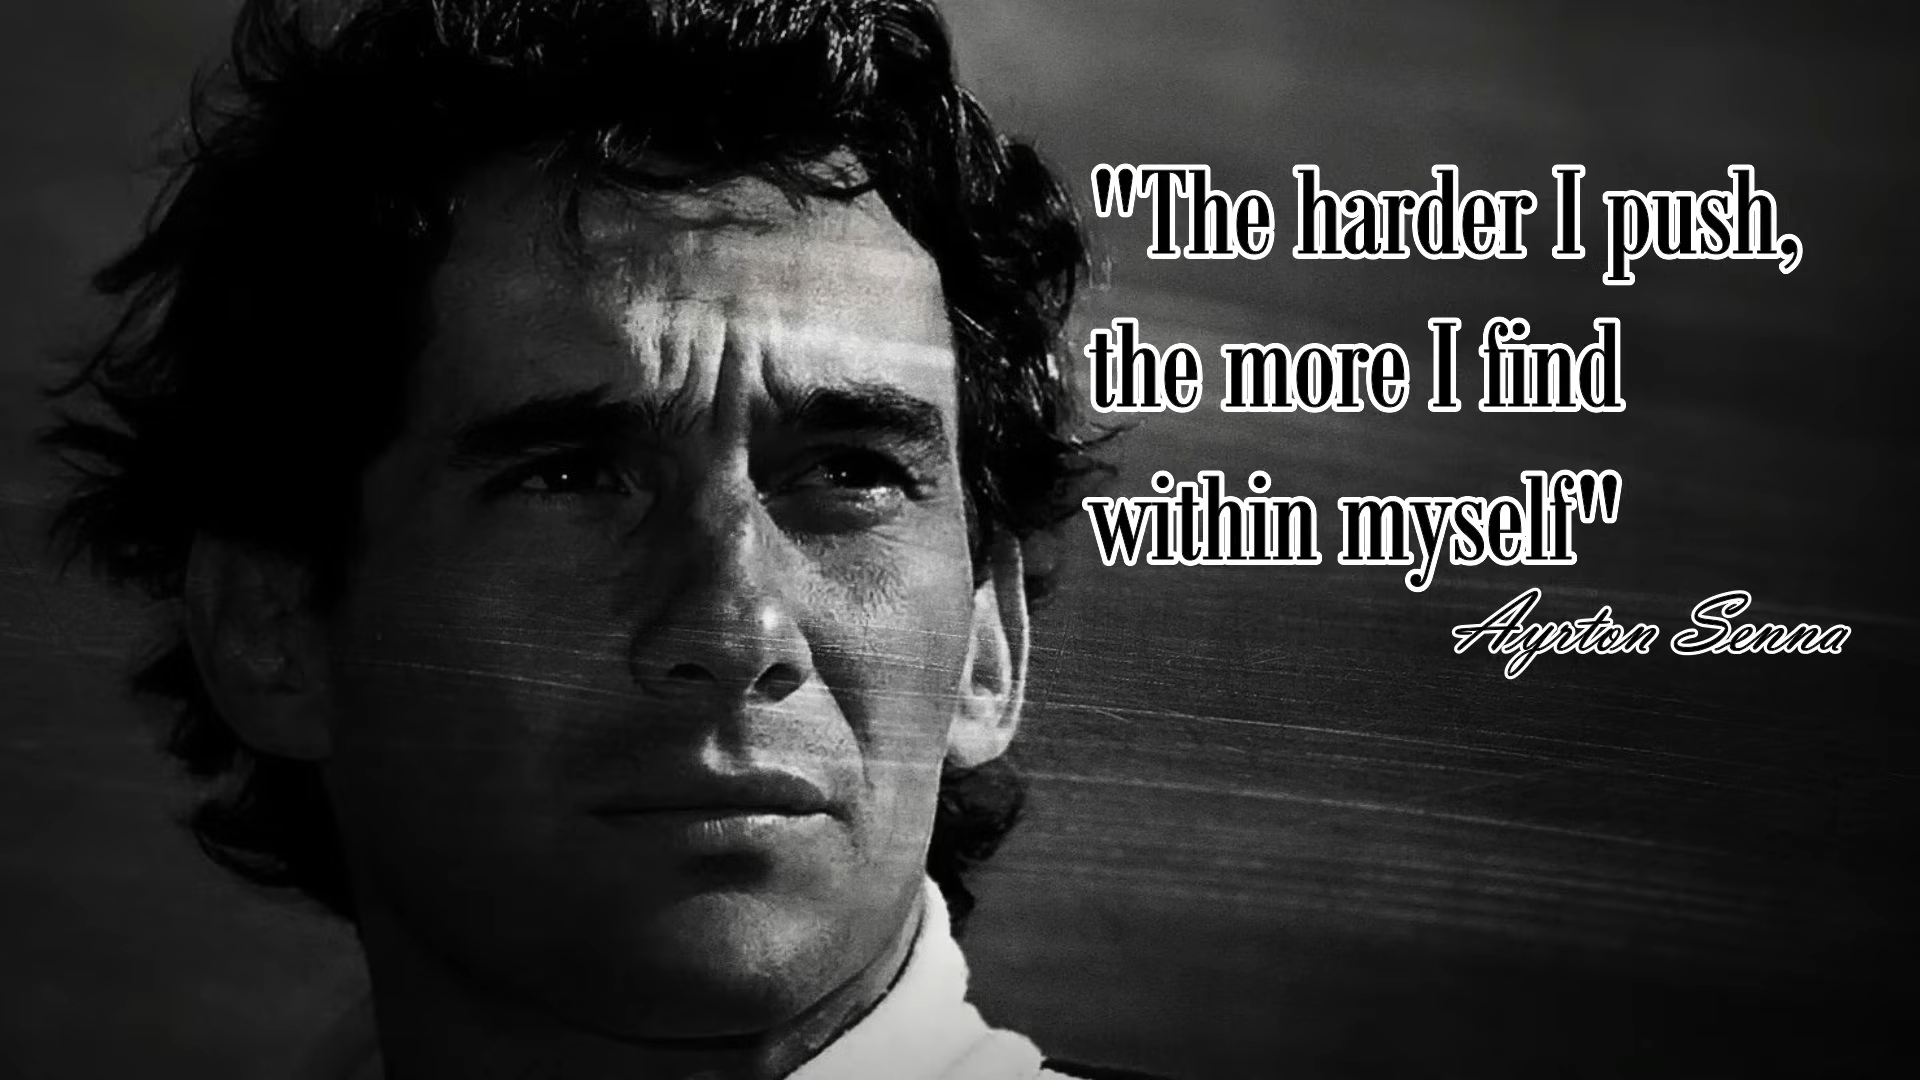 "The harder I push,
the more I find
within myself"
Ayrton Senna